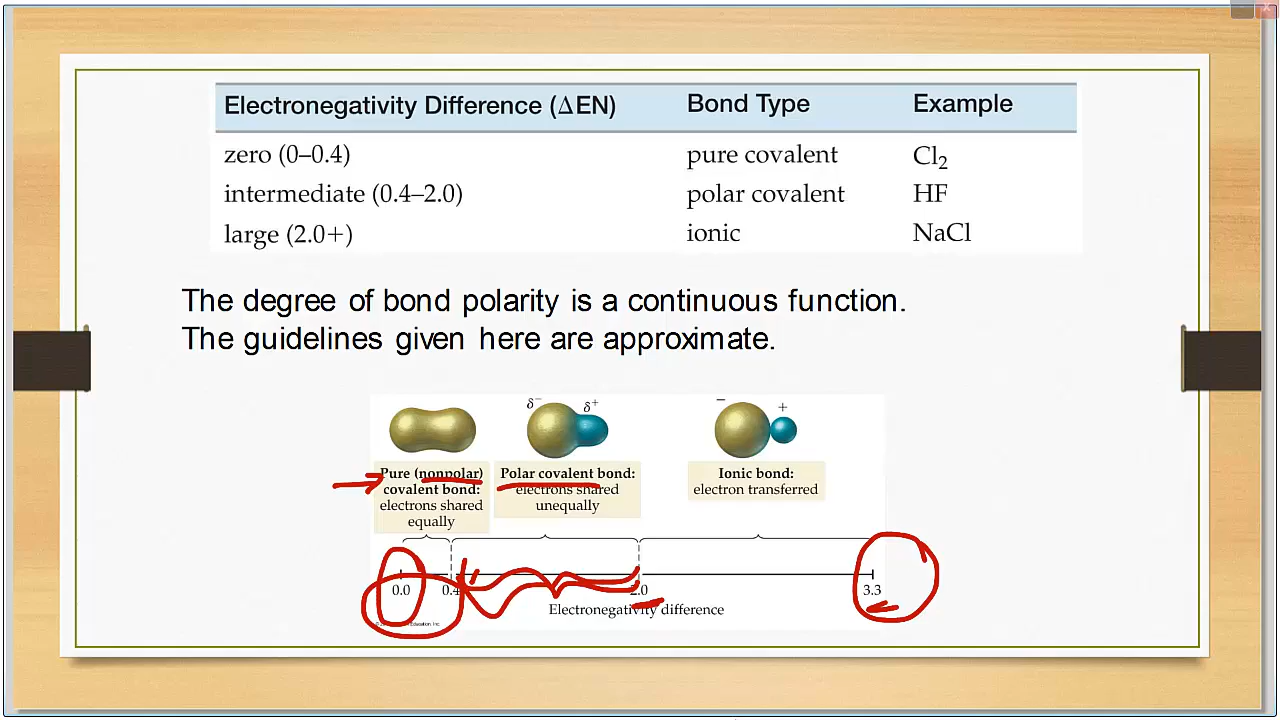 Electronegativity Difference (ΔEN) Bond Type Example
zero (0–0.4) pure covalent Cl₂
intermediate (0.4–2.0) polar covalent HF
large (2.0+) ionic NaCl
The degree of bond polarity is a continuous function.
The guidelines given here are approximate.
δ⁻ δ⁺ − +
Pure (nonpolar)
covalent bond:
electrons shared
equally
Polar covalent bond:
electrons shared
unequally
Ionic bond:
electron transferred
0.0 0.4 2.0 3.3
Electronegativity difference
Education, Inc.